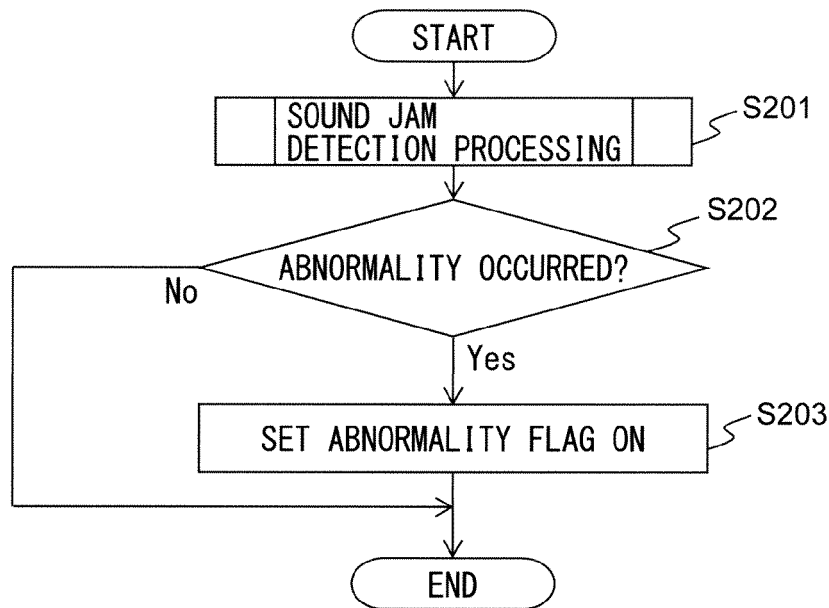 START
SOUND JAM
DETECTION PROCESSING
S201
S202
ABNORMALITY OCCURRED?
No
Yes
S203
SET ABNORMALITY FLAG ON
END